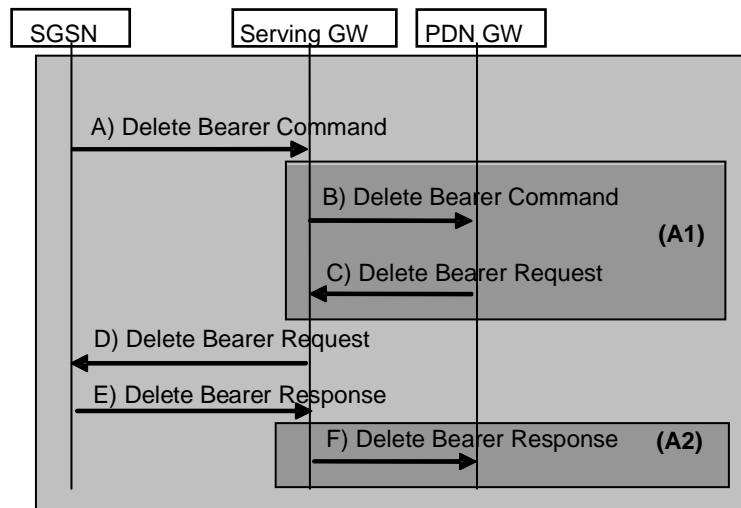 SGSN
Serving GW
PDN GW
A) Delete Bearer Command
B) Delete Bearer Command
(A1)
C) Delete Bearer Request
D) Delete Bearer Request
E) Delete Bearer Response
F) Delete Bearer Response
(A2)